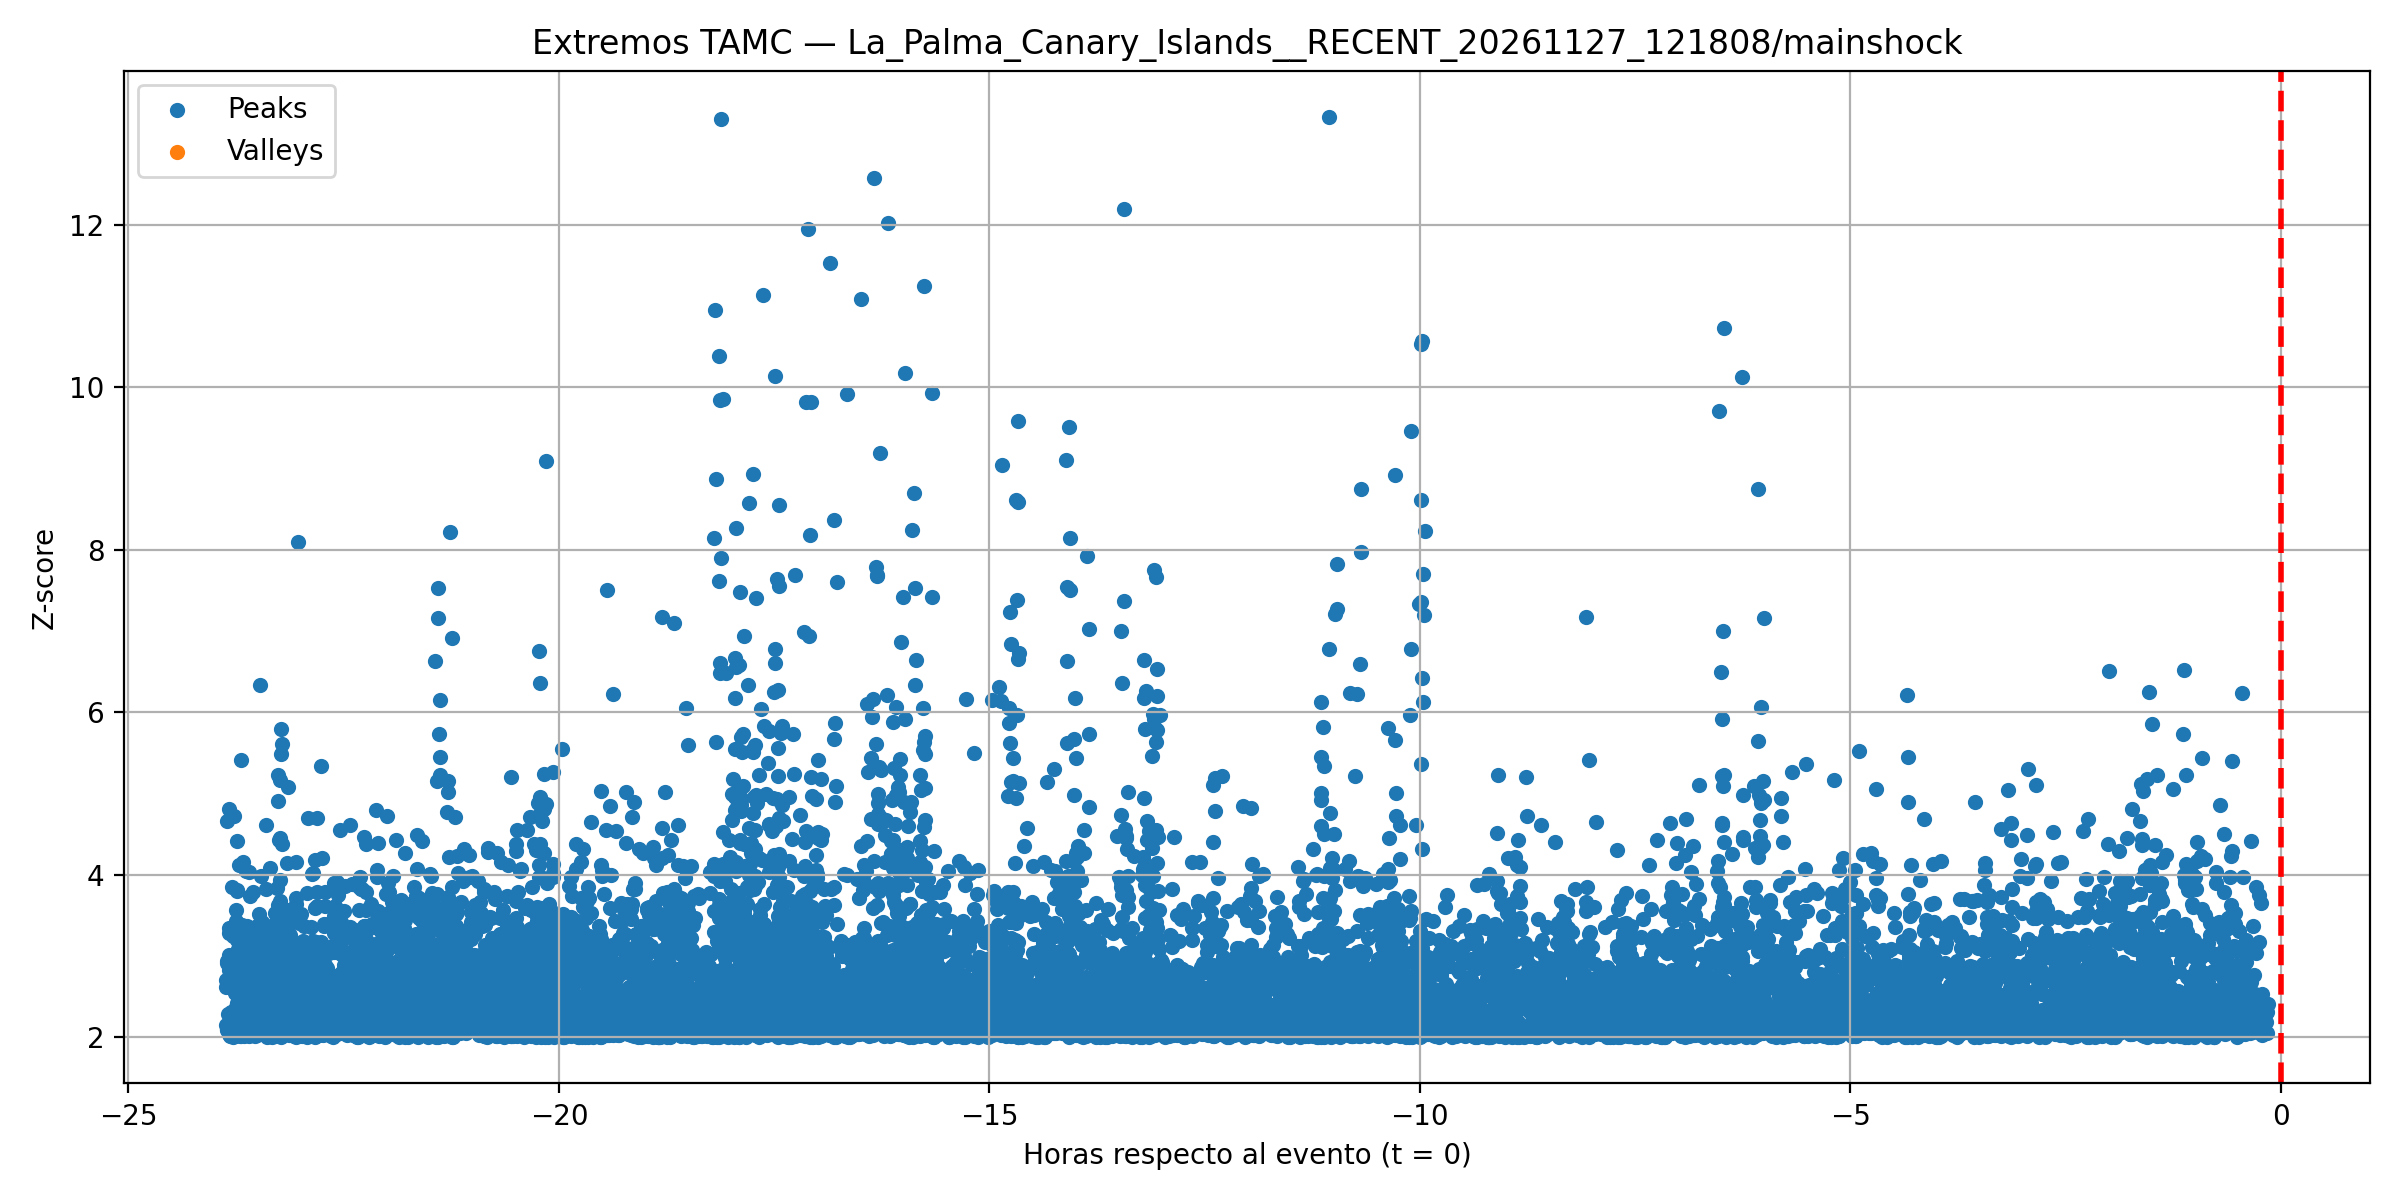 Extremos TAMC — La_Palma_Canary_Islands__RECENT_20261127_121808/mainshock
Peaks
Valleys
Z-score
12
10
8
6
4
2
−25 −20 −15 −10 −5 0
Horas respecto al evento (t = 0)